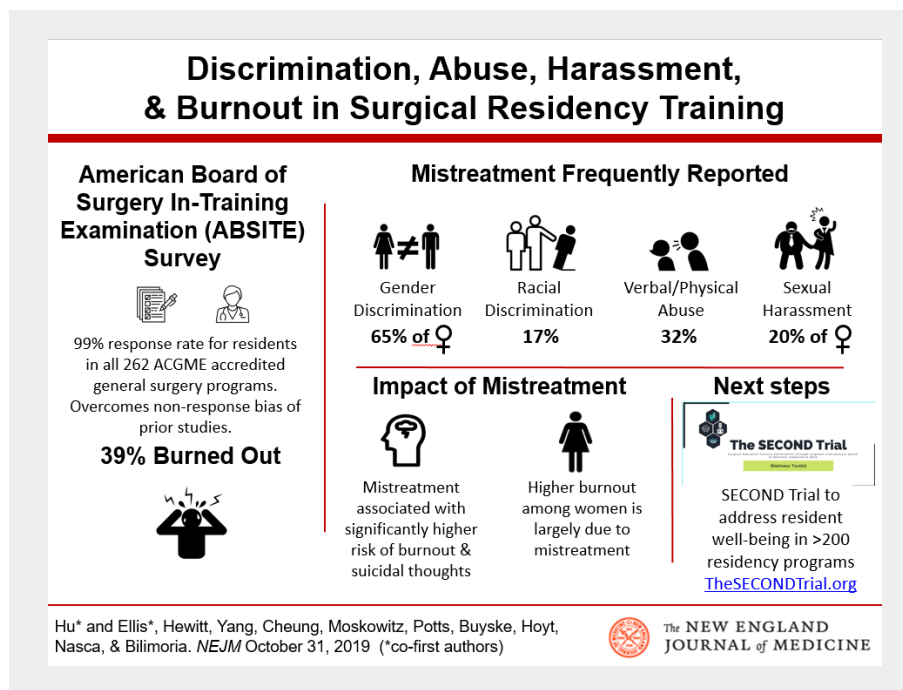 Discrimination, Abuse, Harassment,
& Burnout in Surgical Residency Training
American Board of
Surgery In-Training
Examination (ABSITE)
Survey
99% response rate for residents
in all 262 ACGME accredited
general surgery programs.
Overcomes non-response bias of
prior studies.
39% Burned Out
Mistreatment Frequently Reported
Gender
Discrimination
65% of ♀
Racial
Discrimination
17%
Verbal/Physical
Abuse
32%
Sexual
Harassment
20% of ♀
Impact of Mistreatment
Mistreatment
associated with
significantly higher
risk of burnout &
suicidal thoughts
Higher burnout
among women is
largely due to
mistreatment
Next steps
The SECOND Trial
Wellness Toolkit
SECOND Trial to
address resident
well-being in >200
residency programs
TheSECONDTrial.org
Hu* and Ellis*, Hewitt, Yang, Cheung, Moskowitz, Potts, Buyske, Hoyt,
Nasca, & Bilimoria. NEJM October 31, 2019 (*co-first authors)
The NEW ENGLAND
JOURNAL of MEDICINE